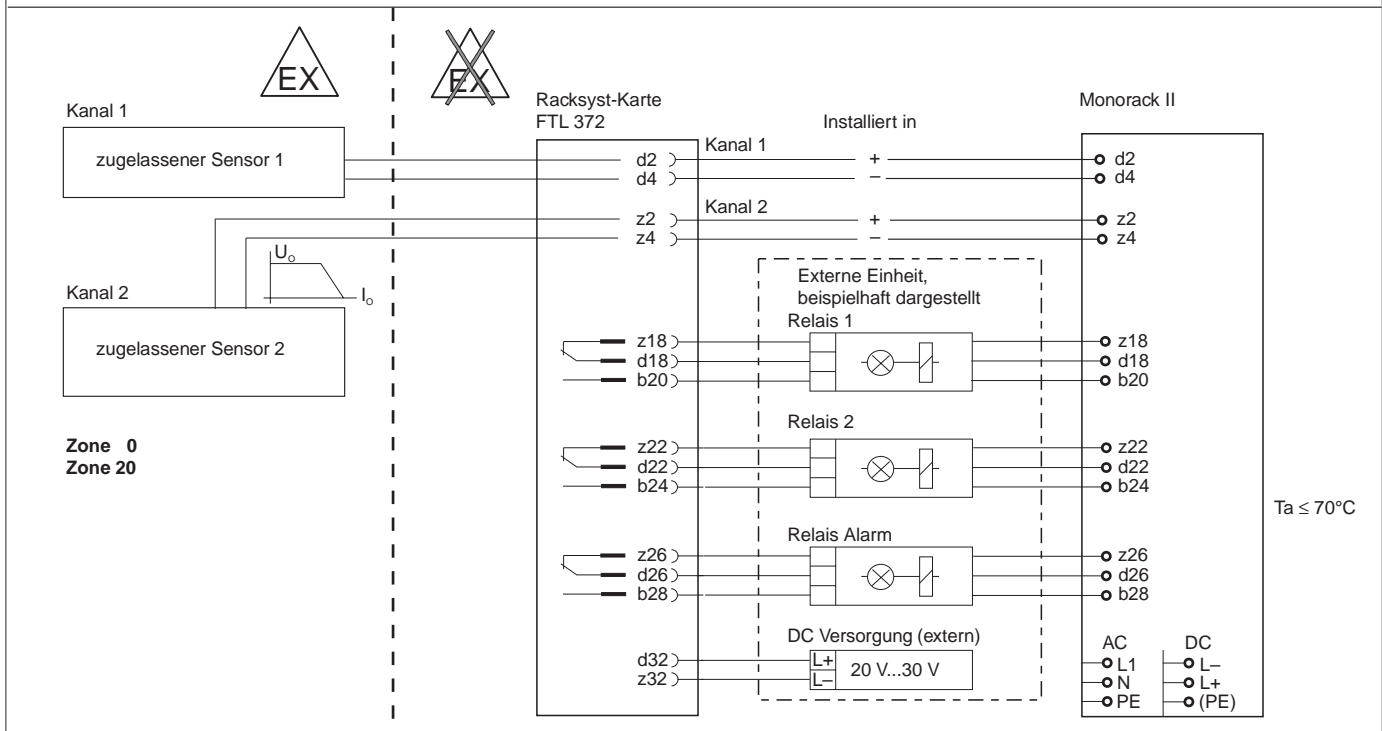 EX
EX
Kanal 1
zugelassener Sensor 1
Kanal 2
Uo
Io
zugelassener Sensor 2
Zone 0
Zone 20
Racksyst-Karte
FTL 372
Installiert in
Monorack II
d2
Kanal 1
+
d2
d4
–
d4
z2
Kanal 2
+
z2
z4
–
z4
Externe Einheit,
beispielhaft dargestellt
Relais 1
z18
z18
d18
d18
b20
b20
Relais 2
z22
z22
d22
d22
b24
b24
Ta ≤ 70°C
Relais Alarm
z26
z26
d26
d26
b28
b28
DC Versorgung (extern)
d32
L+
20 V...30 V
z32
L–
AC
DC
L1
L–
N
L+
PE
(PE)